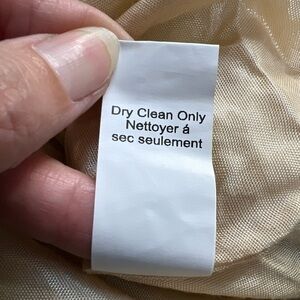 Dry Clean Only
Nettoyer á
sec seulement